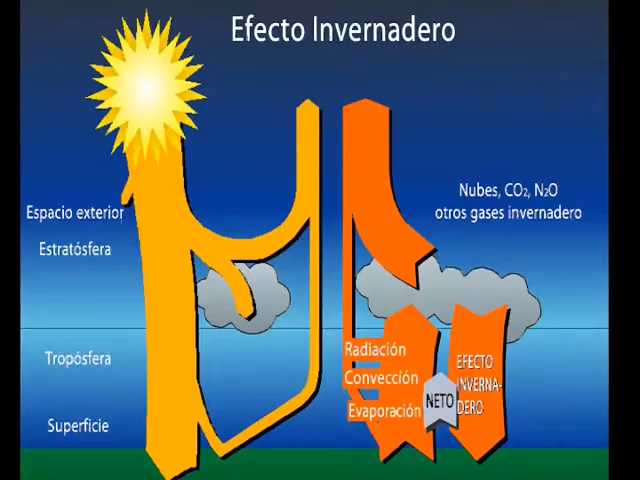 Efecto Invernadero
Nubes, CO₂, N₂O
otros gases invernadero
Espacio exterior
Estratósfera
Tropósfera
Superficie
Radiación
Convección
Evaporación
NETO
EFECTO
INVERNA-
DERO